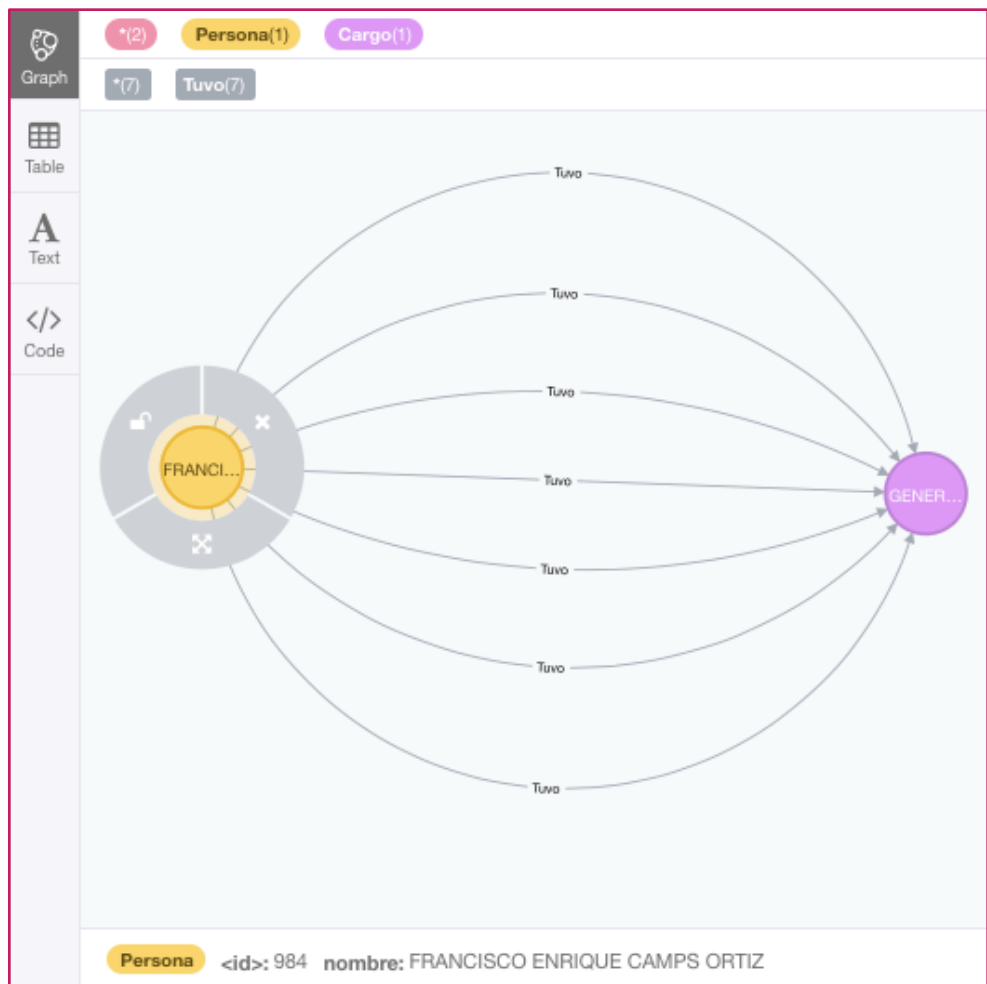 *(2) Persona(1) Cargo(1)
Graph
*(7) Tuvo(7)
Table
A
Text
</>
Code
Tuvo
Tuvo
Tuvo
FRANCI...
Tuvo
GENER...
Tuvo
Tuvo
Tuvo
Persona <id>: 984 nombre: FRANCISCO ENRIQUE CAMPS ORTIZ